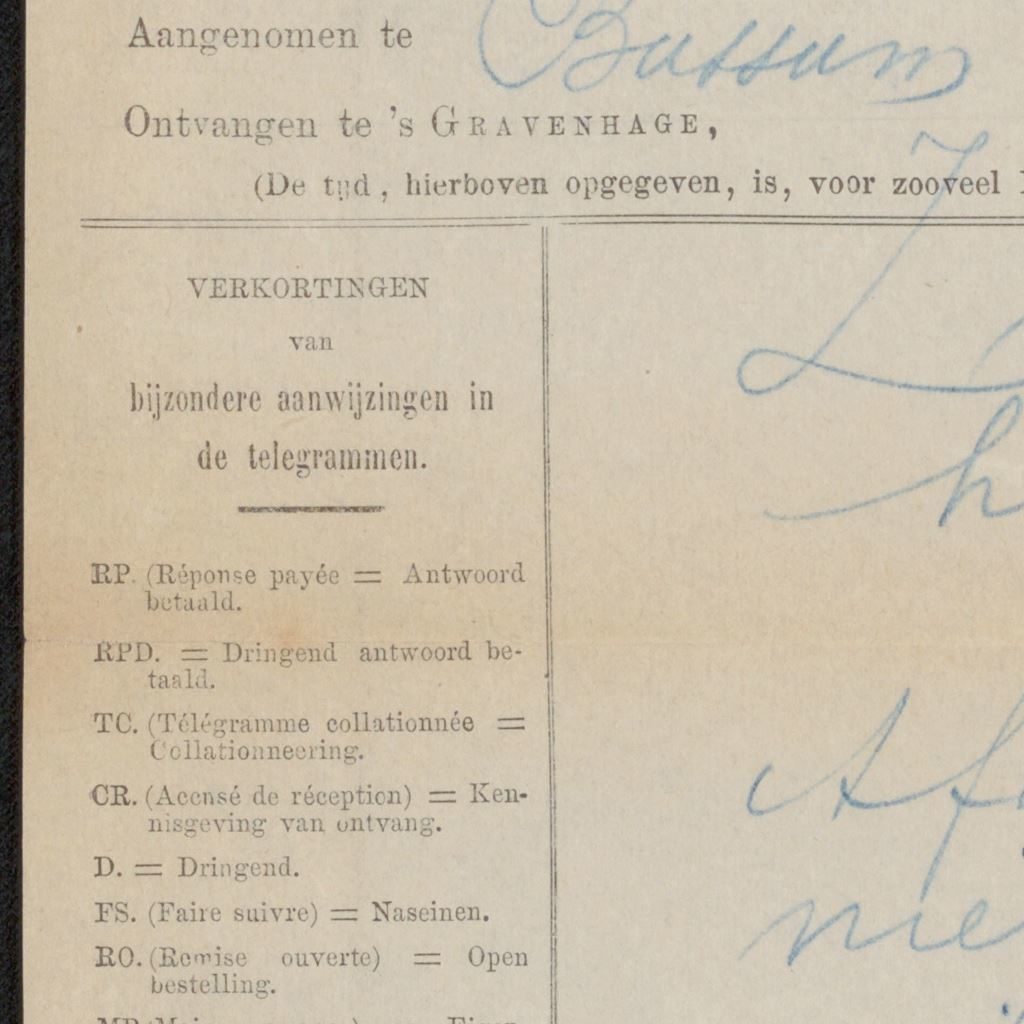 Aangenomen te Bussum
Ontvangen te 's GRAVENHAGE,
(De tijd, hierboven opgegeven, is, voor zooveel
VERKORTINGEN
van
bijzondere aanwijzingen in
de telegrammen.
RP. (Réponse payée = Antwoord
betaald.
RPD. = Dringend antwoord be-
taald.
TC. (Télégramme collationnée =
Collationneering.
CR. (Accusé de réception) = Ken-
nisgeving van ontvang.
D. = Dringend.
FS. (Faire suivre) = Naseinen.
RO. (Remise ouverte) = Open
bestelling.